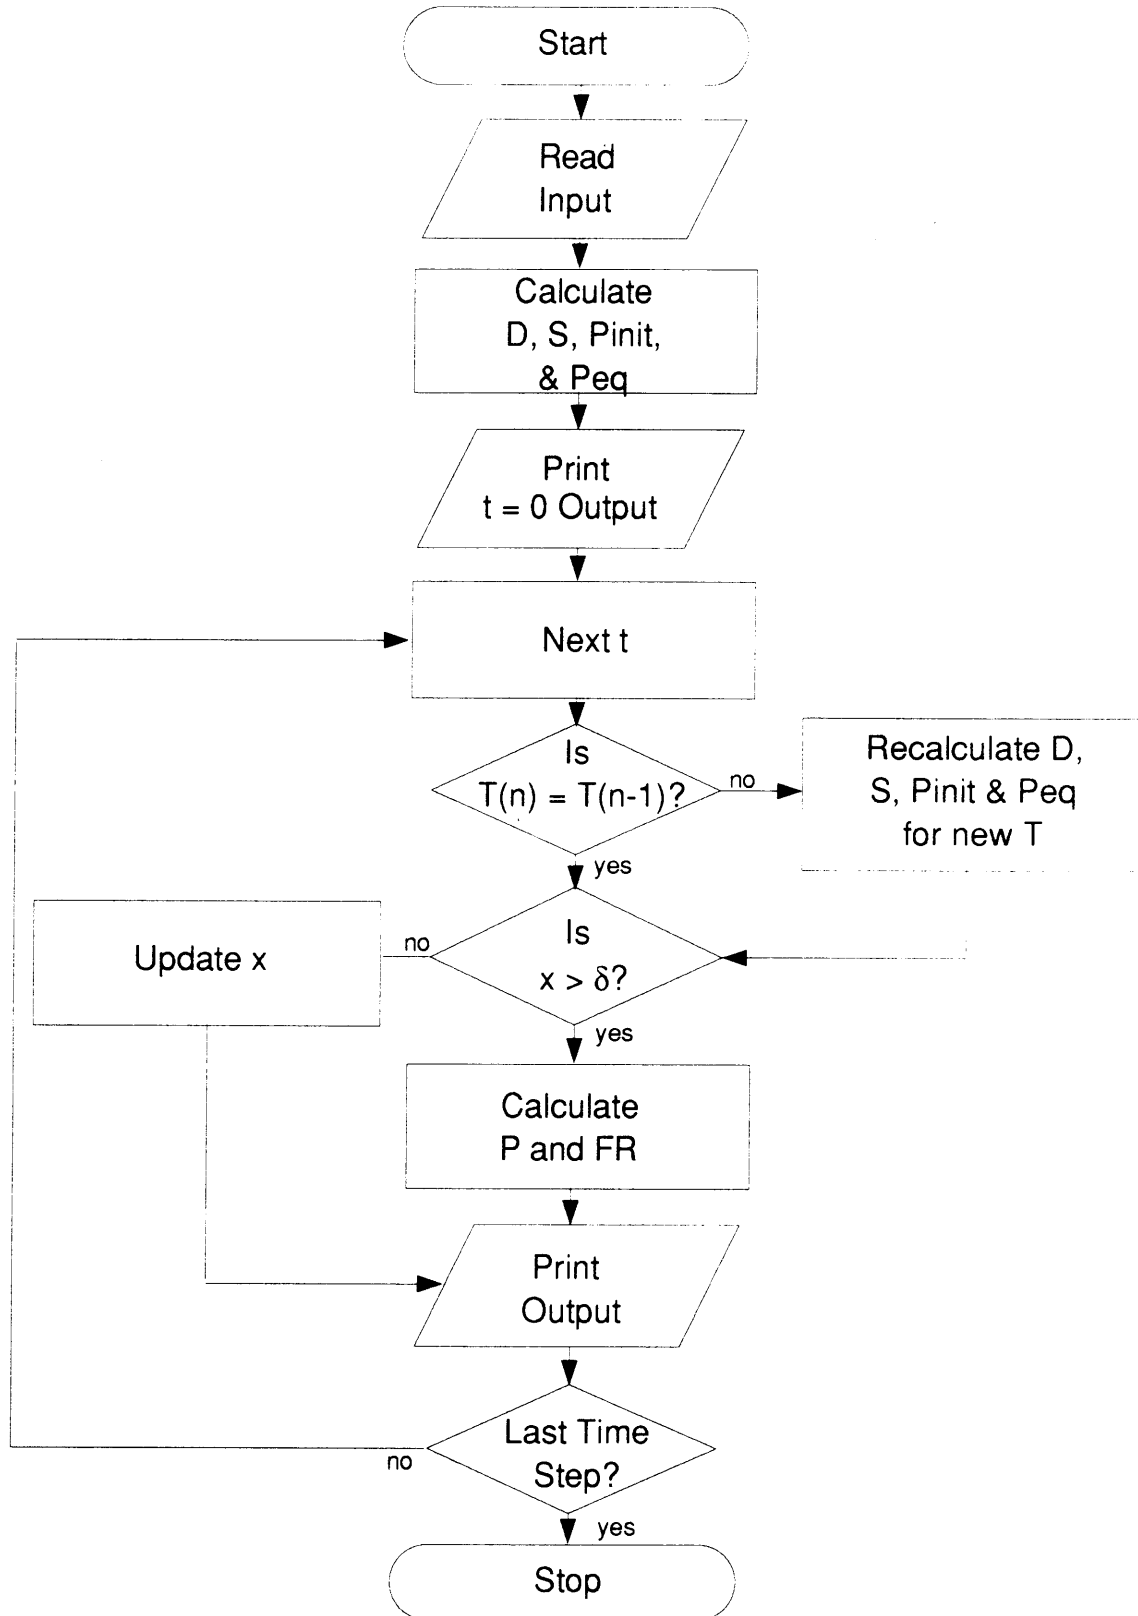 Start
Read
Input
Calculate
D, S, Pinit,
& Peq
Print
t = 0 Output
Next t
Is
T(n) = T(n-1)?
no
Recalculate D,
S, Pinit & Peq
for new T
yes
Update x
no
Is
x > δ?
yes
Calculate
P and FR
Print
Output
Last Time
Step?
no
yes
Stop